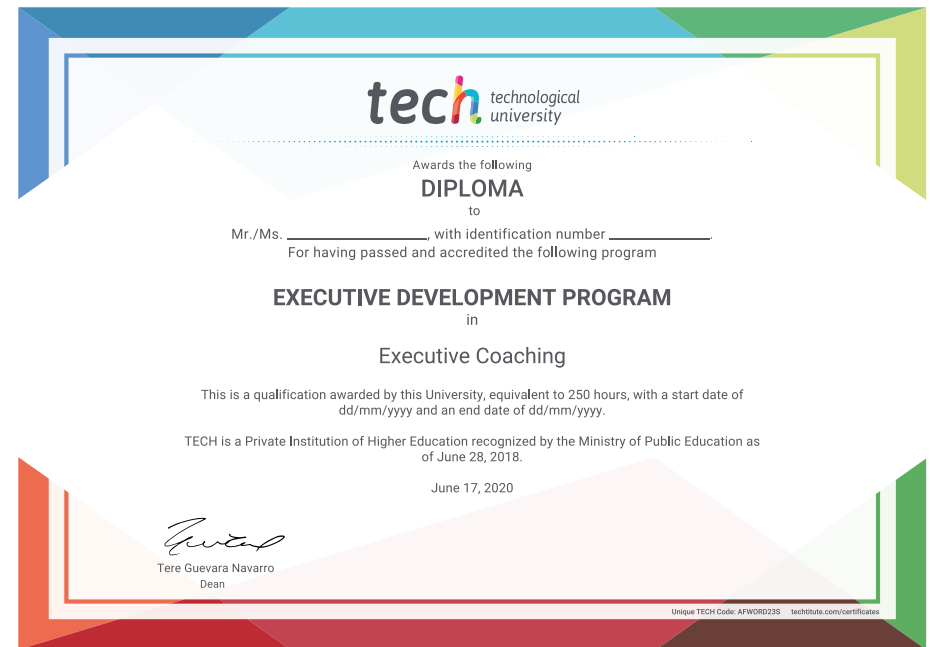 tech technological
university
Awards the following
DIPLOMA
to
Mr./Ms. ____________________, with identification number ______________.
For having passed and accredited the following program
EXECUTIVE DEVELOPMENT PROGRAM
in
Executive Coaching
This is a qualification awarded by this University, equivalent to 250 hours, with a start date of
dd/mm/yyyy and an end date of dd/mm/yyyy.
TECH is a Private Institution of Higher Education recognized by the Ministry of Public Education as
of June 28, 2018.
June 17, 2020
Tere Guevara Navarro
Dean
Unique TECH Code: AFWORD23S techtitute.com/certificates